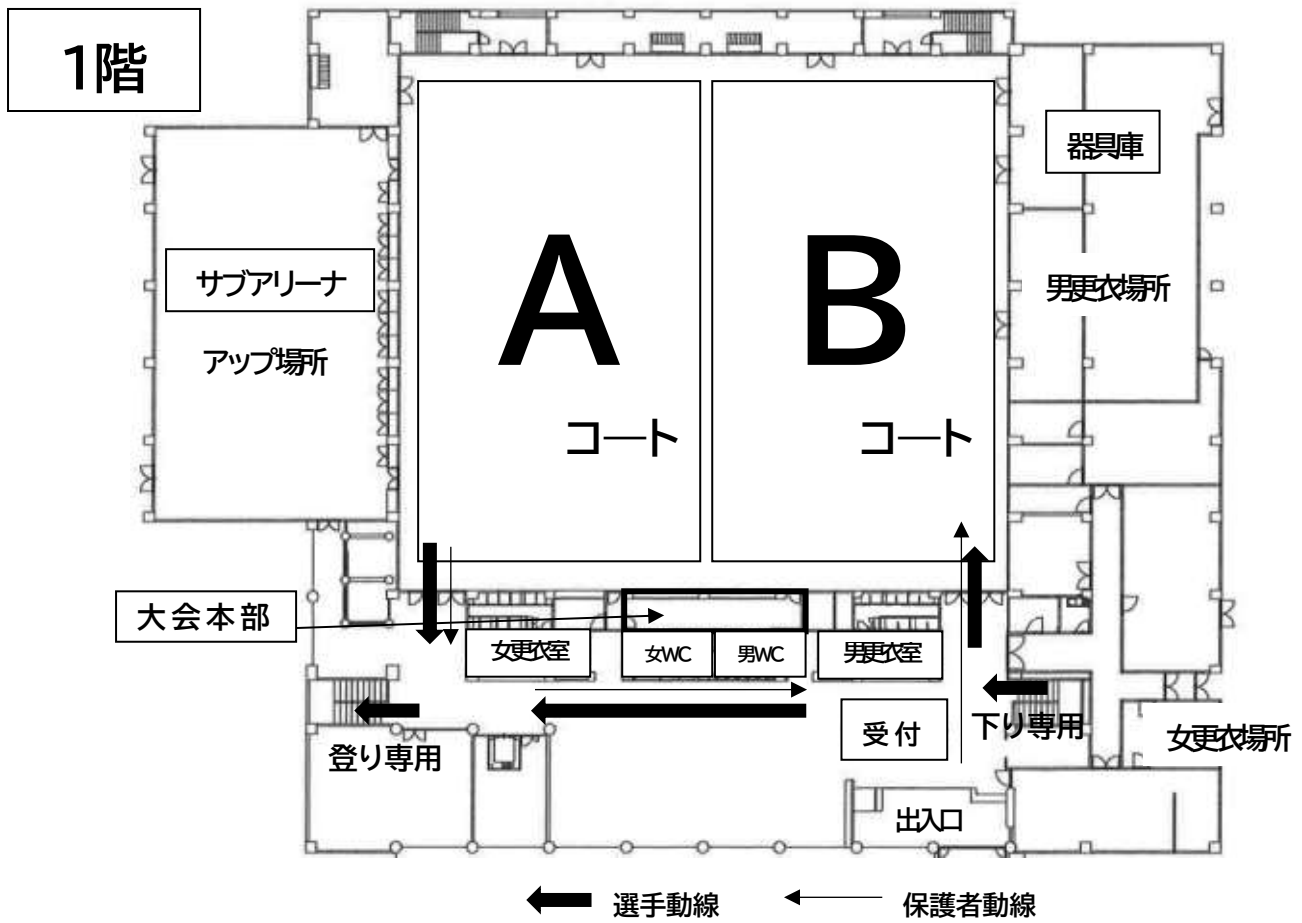 1階
器具庫
サブアリーナ
アップ場所
A
コート
B
コート
男更衣場所
大会本部
女更衣室
女WC
男WC
男更衣室
受付
下り専用
女更衣場所
登り専用
出入口
選手動線
保護者動線